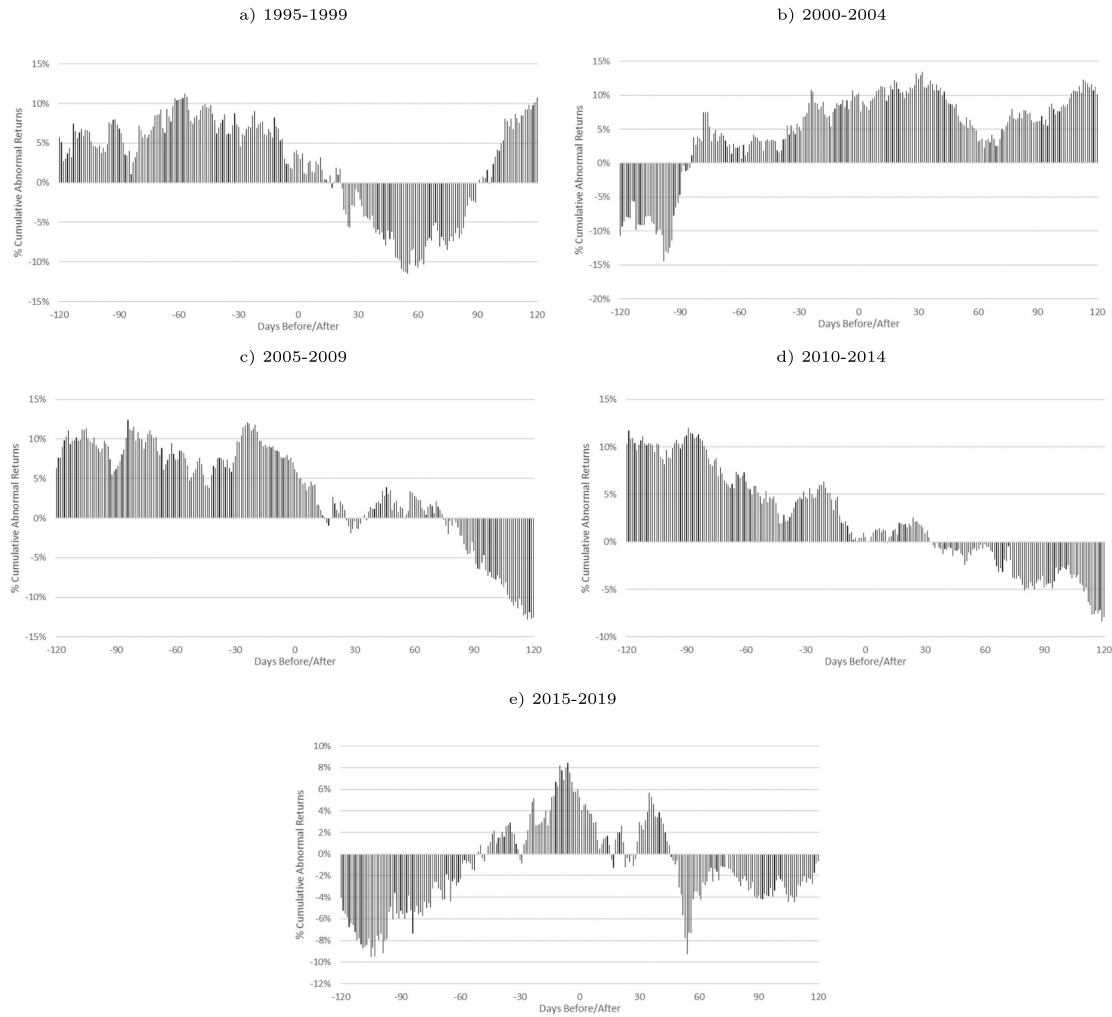 a) 1995-1999
15%
10%
5%
0%
-5%
-10%
-15%
% Cumulative Abnormal Returns
-120 -90 -60 -30 0 30 60 90 120
Days Before/After
b) 2000-2004
15%
10%
5%
0%
-5%
-10%
-15%
-20%
% Cumulative Abnormal Returns
-120 -90 -60 -30 0 30 60 90 120
Days Before/After
c) 2005-2009
15%
10%
5%
0%
-5%
-10%
-15%
% Cumulative Abnormal Returns
-120 -90 -60 -30 0 30 60 90 120
Days Before/After
d) 2010-2014
15%
10%
5%
0%
-5%
-10%
% Cumulative Abnormal Returns
-120 -90 -60 -30 0 30 60 90 120
Days Before/After
e) 2015-2019
10%
8%
6%
4%
2%
0%
-2%
-4%
-6%
-8%
-10%
-12%
% Cumulative Abnormal Returns
-120 -90 -60 -30 0 30 60 90 120
Days Before/After